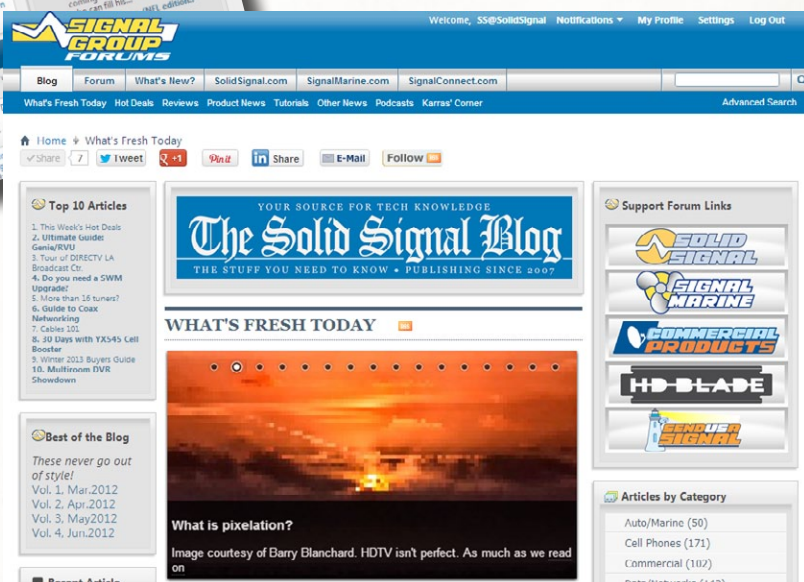 coming
can fill his...
NFL edition
Welcome, SS@SolidSignal Notifications My Profile Settings Log Out
SIGNAL
GROUP
FORUMS
Blog Forum What's New? SolidSignal.com SignalMarine.com SignalConnect.com
What's Fresh Today Hot Deals Reviews Product News Tutorials Other News Podcasts Karras' Corner Advanced Search
Home What's Fresh Today
Share 7 Tweet +1 Pin it in Share E-Mail Follow
Top 10 Articles
1. This Week's Hot Deals
2. Ultimate Guide:
Genie/RVU
3. Tour of DIRECTV LA
Broadcast Ctr.
4. Do you need a SWM
Upgrade?
5. More than 16 tuners?
6. Guide to Coax
Networking
7. Cables 101
8. 30 Days with YX545 Cell
Booster
9. Winter 2013 Buyers Guide
10. Multiroom DVR
Showdown
Best of the Blog
These never go out
of style!
Vol. 1, Mar.2012
Vol. 2, Apr.2012
Vol. 3, May2012
Vol. 4, Jun.2012
Recent Article
YOUR SOURCE FOR TECH KNOWLEDGE
The Solid Signal Blog
THE STUFF YOU NEED TO KNOW • PUBLISHING SINCE 2007
WHAT'S FRESH TODAY
What is pixelation?
Image courtesy of Barry Blanchard. HDTV isn't perfect. As much as we read
on
Support Forum Links
SOLID
SIGNAL
SIGNAL
MARINE
COMMERCIAL
PRODUCTS
HD-BLADE
SEND USA
SIGNAL
Articles by Category
Auto/Marine (50)
Cell Phones (171)
Commercial (102)